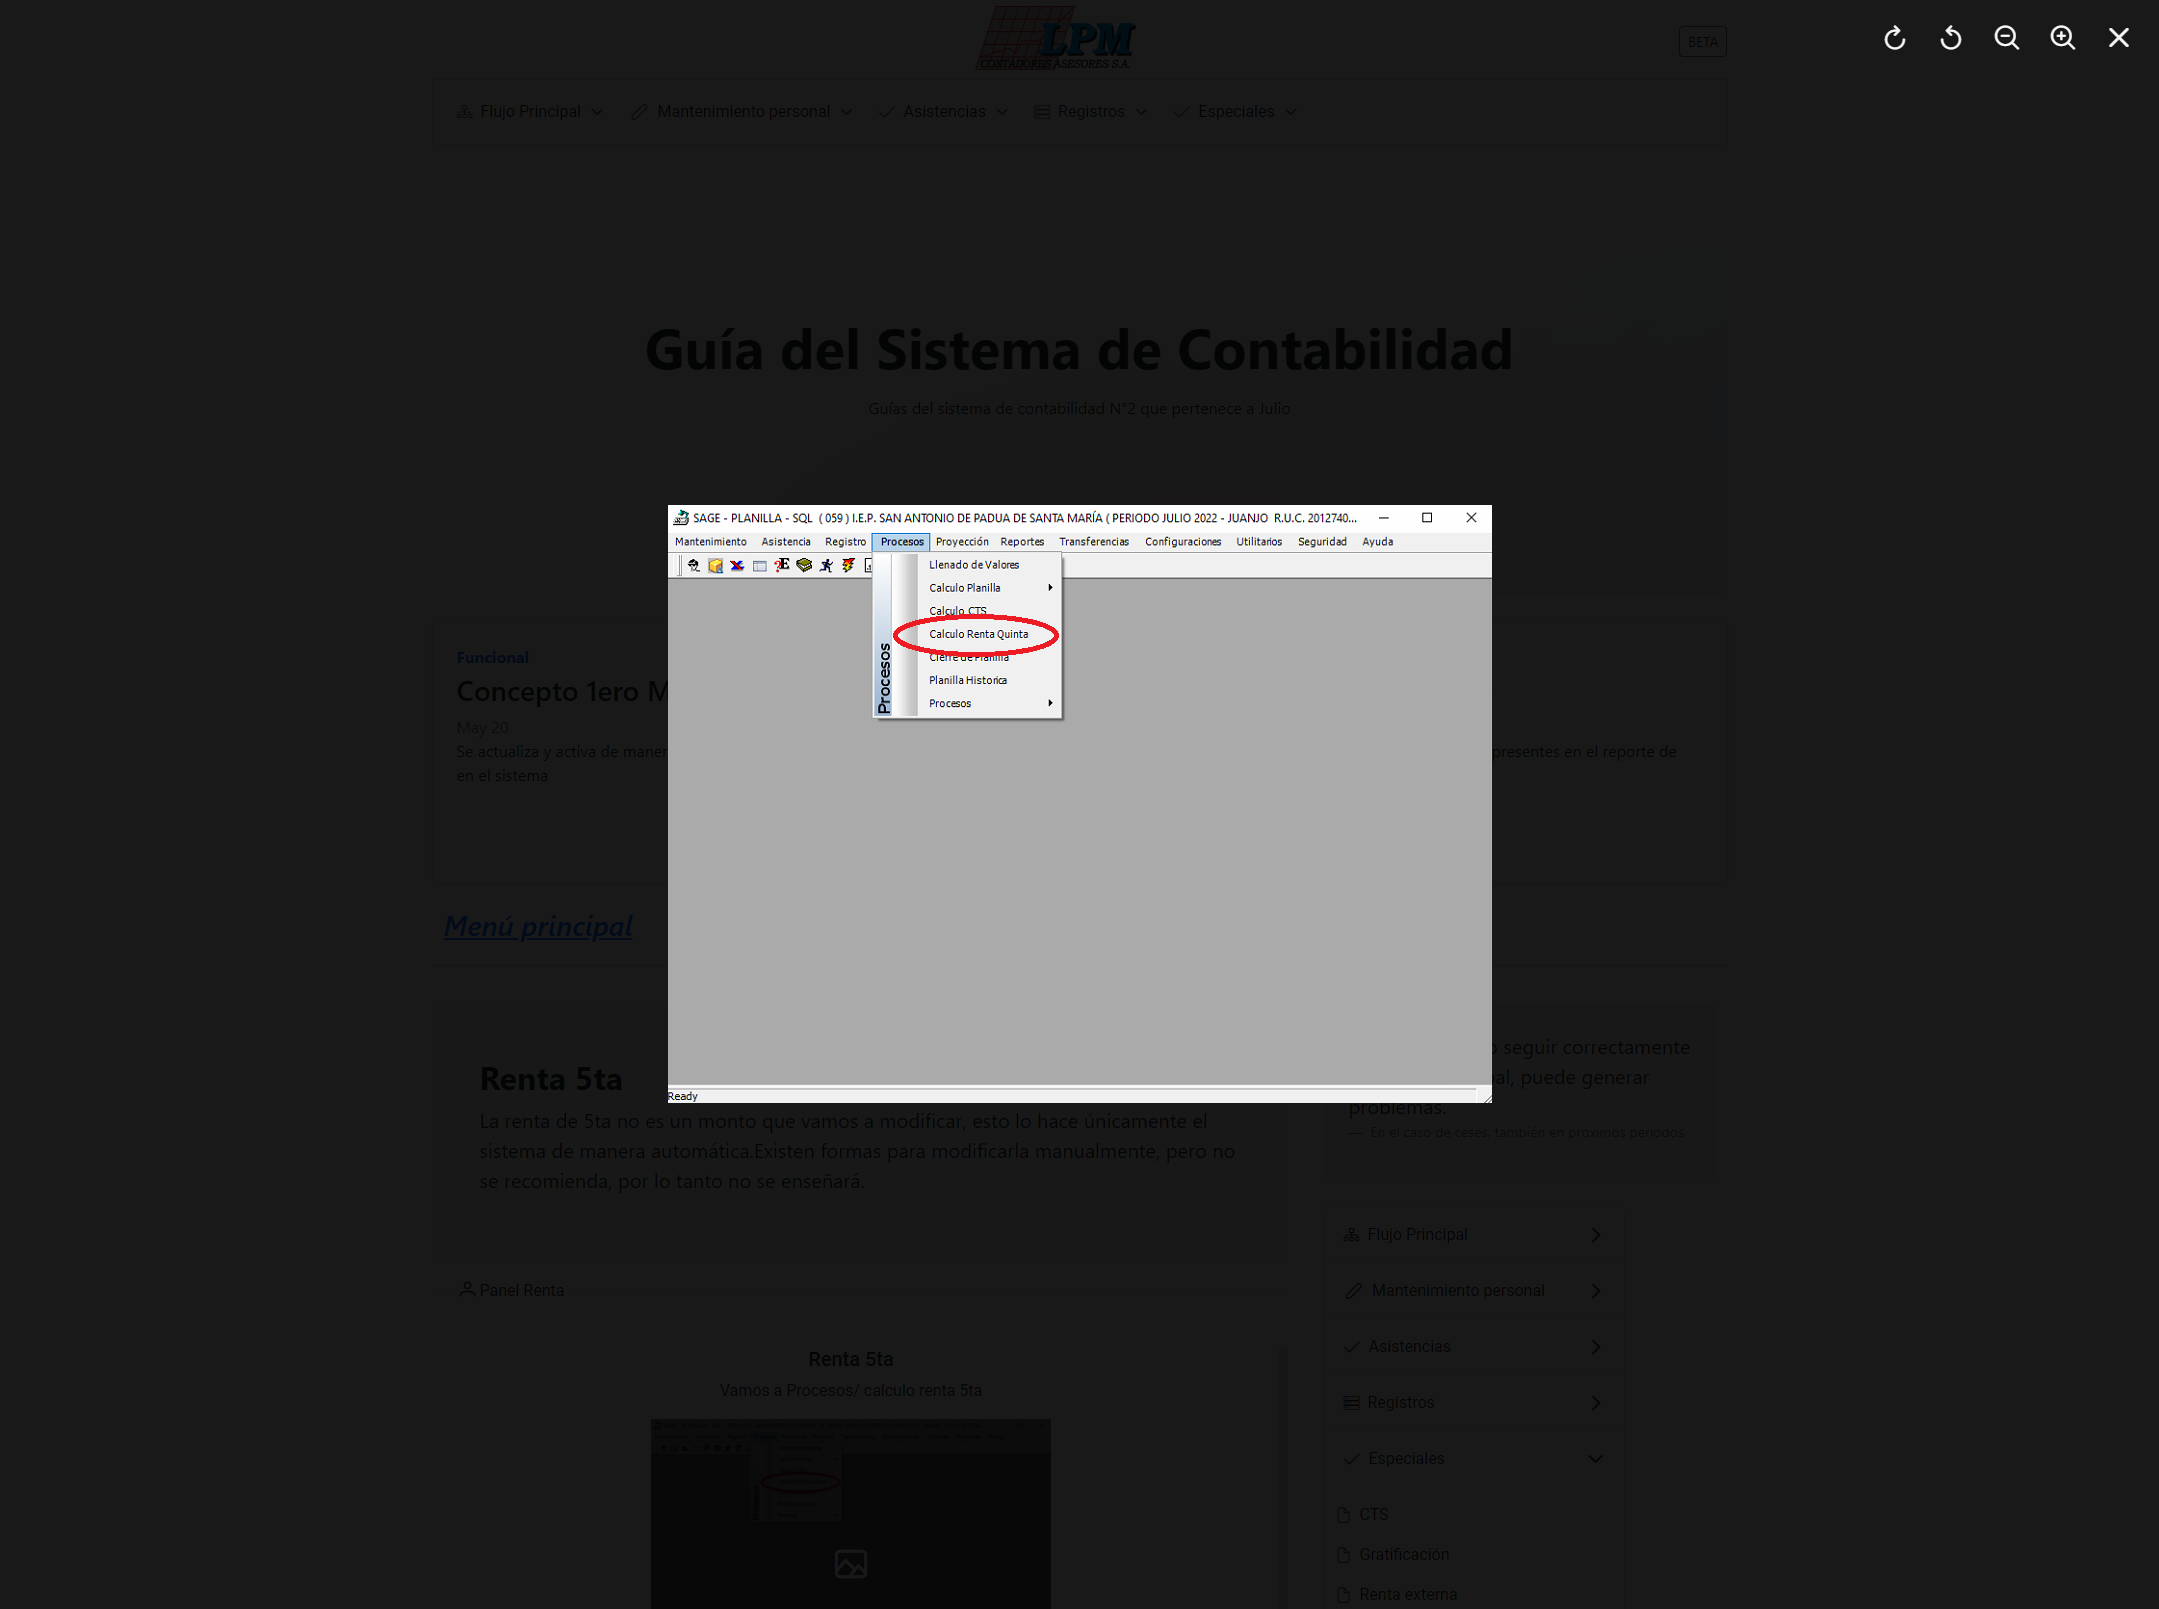 LPM
CONTADORES ASESORES S.A.
BETA
Flujo Principal
Mantenimiento personal
Asistencias
Registros
Especiales
Guía del Sistema de Contabilidad
Guías del sistema de contabilidad N°2 que pertenece a Julio
SAGE - PLANILLA - SQL ( 059 ) I.E.P. SAN ANTONIO DE PADUA DE SANTA MARÍA ( PERIODO JULIO 2022 - JUANJO R.U.C. 2012740...
Mantenimiento Asistencia Registro Procesos Proyección Reportes Transferencias Configuraciones Utilitarios Seguridad Ayuda
Procesos
Llenado de Valores
Calculo Planilla
Calculo CTS
Calculo Renta Quinta
Cierre de Planilla
Planilla Historica
Procesos
Ready
Funcional
Concepto 1ero M
May 20
Se actualiza y activa de maner
presentes en el reporte de
en el sistema
Menú principal
Renta 5ta
La renta de 5ta no es un monto que vamos a modificar, esto lo hace únicamente el
sistema de manera automática.Existen formas para modificarla manualmente, pero no
se recomienda, por lo tanto no se enseñará.
seguir correctamente
al, puede generar
problemas.
— En el caso de ceses, también en proximos periodos
Panel Renta
Renta 5ta
Vamos a Procesos/ calculo renta 5ta
Flujo Principal
Mantenimiento personal
Asistencias
Registros
Especiales
CTS
Gratificación
Renta externa